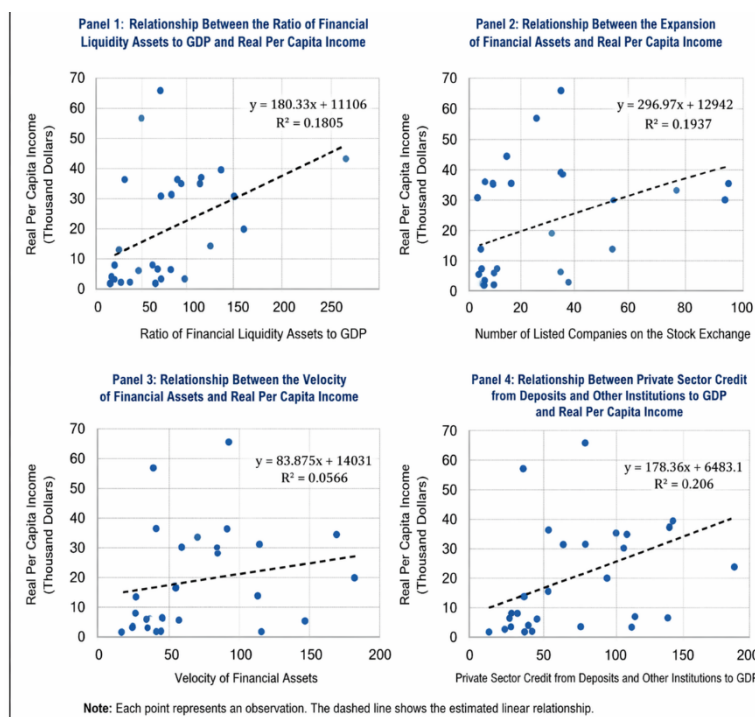 Panel 1: Relationship Between the Ratio of Financial
Liquidity Assets to GDP and Real Per Capita Income
Real Per Capita Income
(Thousand Dollars)
70
60
50
40
30
20
10
0
y = 180.33x + 11106
R² = 0.1805
0 50 100 150 200 250 300
Ratio of Financial Liquidity Assets to GDP
Panel 2: Relationship Between the Expansion
of Financial Assets and Real Per Capita Income
Real Per Capita Income
(Thousand Dollars)
70
60
50
40
30
20
10
0
y = 296.97x + 12942
R² = 0.1937
0 20 40 60 80 100
Number of Listed Companies on the Stock Exchange
Panel 3: Relationship Between the Velocity
of Financial Assets and Real Per Capita Income
Real Per Capita Income
(Thousand Dollars)
70
60
50
40
30
20
10
0
y = 83.875x + 14031
R² = 0.0566
0 50 100 150 200
Velocity of Financial Assets
Panel 4: Relationship Between Private Sector Credit
from Deposits and Other Institutions to GDP
and Real Per Capita Income
Real Per Capita Income
(Thousand Dollars)
70
60
50
40
30
20
10
0
y = 178.36x + 6483.1
R² = 0.206
0 50 100 150 200
Private Sector Credit from Deposits and Other Institutions to GDP
Note: Each point represents an observation. The dashed line shows the estimated linear relationship.